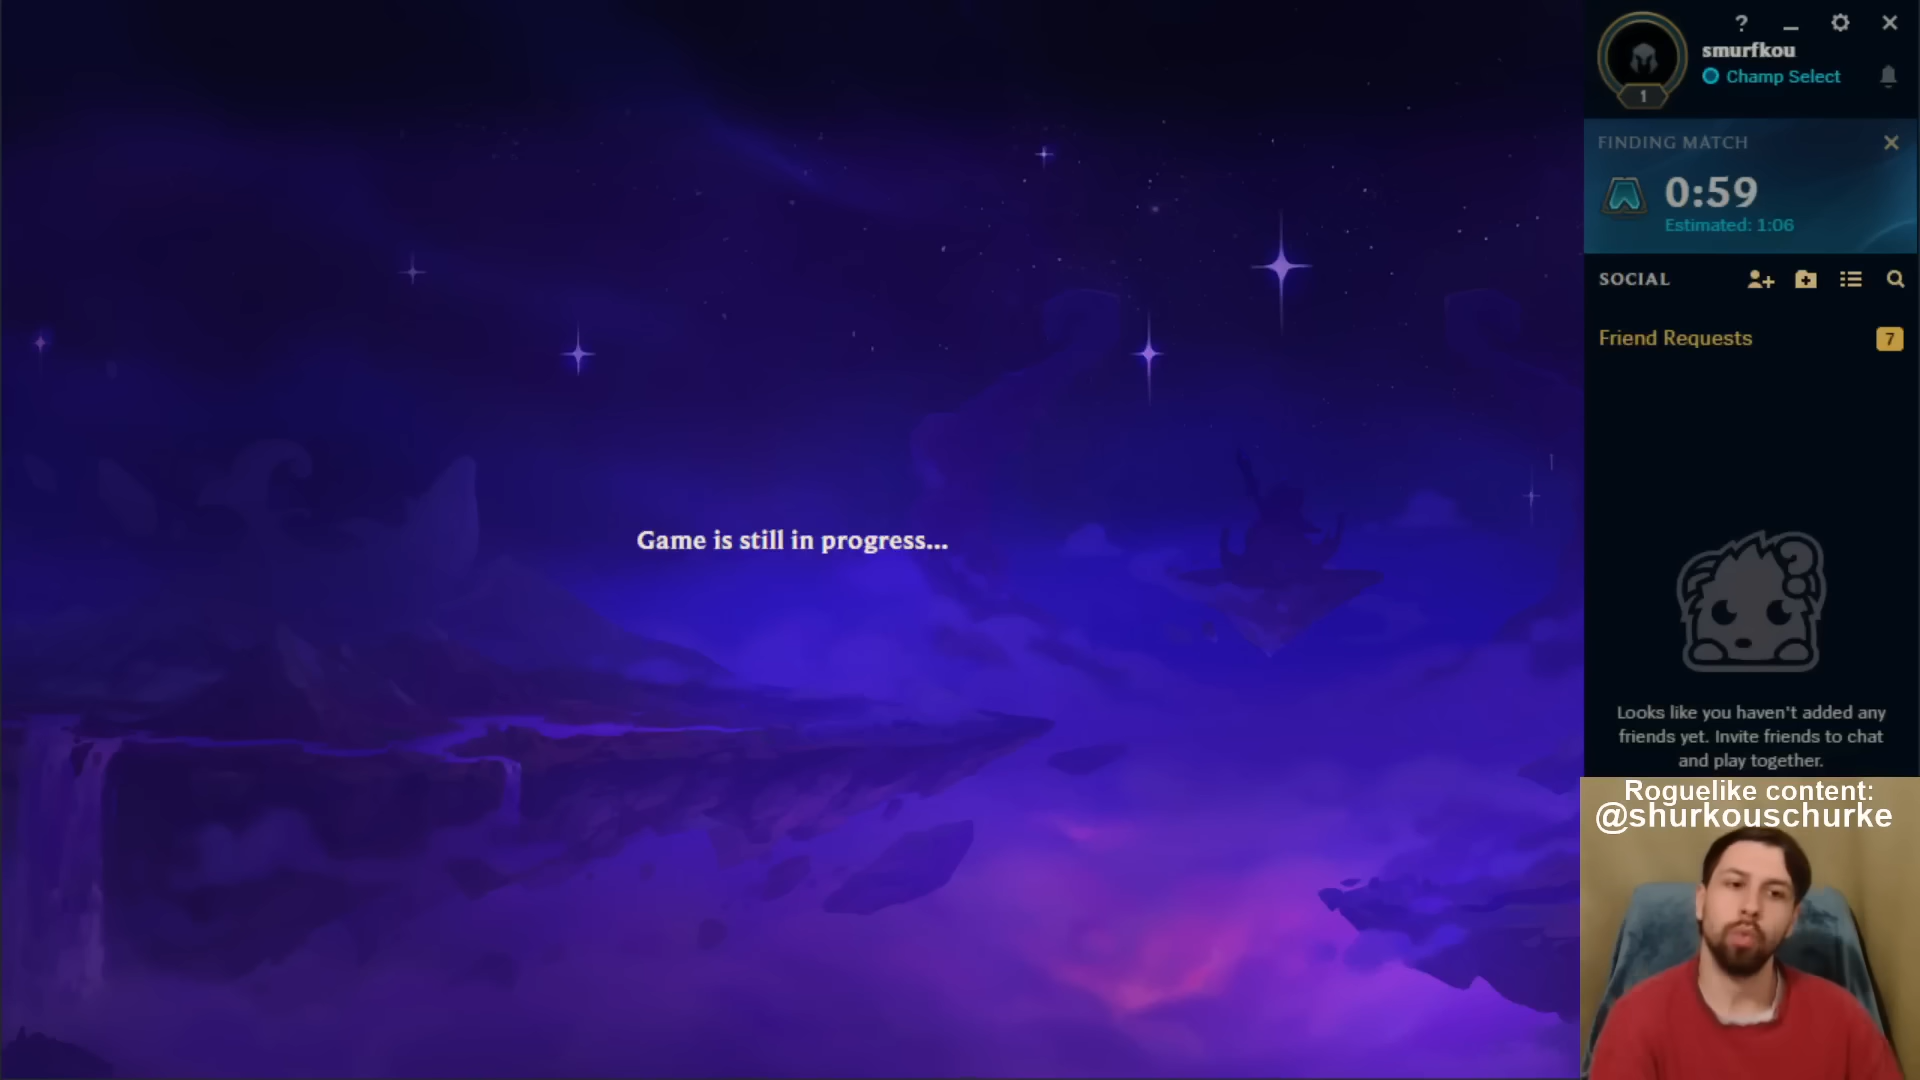 ?
smurfkou
Champ Select
1
FINDING MATCH
0:59
Estimated: 1:06
SOCIAL
Friend Requests
7
Game is still in progress...
Looks like you haven't added any
friends yet. Invite friends to chat
and play together.
Roguelike content:
@shurkouschurke